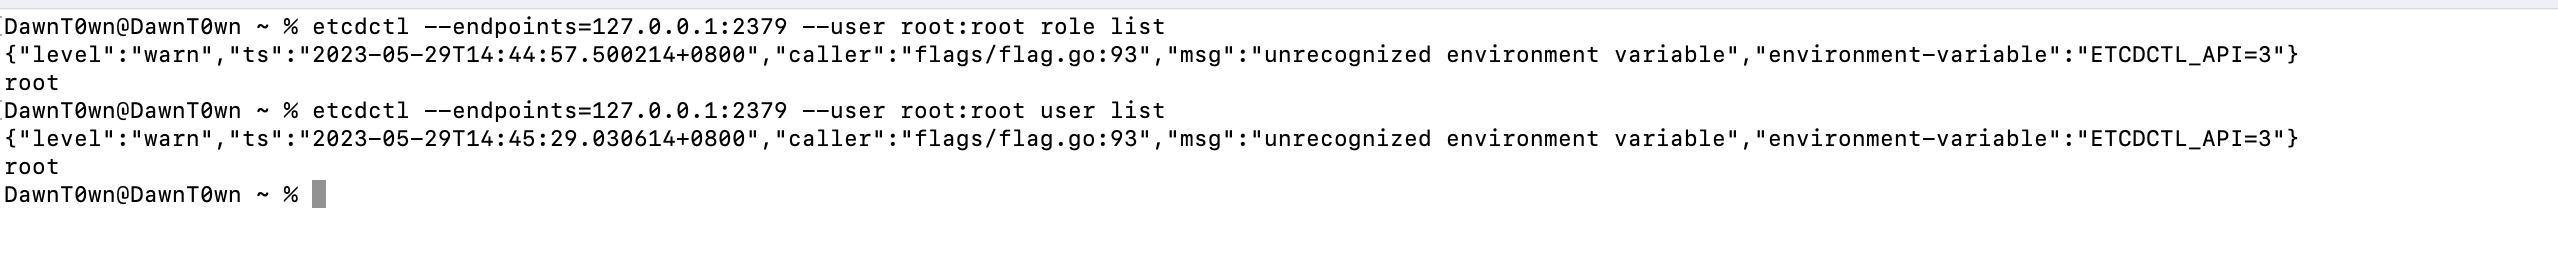 DawnT0wn@DawnT0wn ~ % etcdctl --endpoints=127.0.0.1:2379 --user root:root role list
{"level":"warn","ts":"2023-05-29T14:44:57.500214+0800","caller":"flags/flag.go:93","msg":"unrecognized environment variable","environment-variable":"ETCDCTL_API=3"}
root
DawnT0wn@DawnT0wn ~ % etcdctl --endpoints=127.0.0.1:2379 --user root:root user list
{"level":"warn","ts":"2023-05-29T14:45:29.030614+0800","caller":"flags/flag.go:93","msg":"unrecognized environment variable","environment-variable":"ETCDCTL_API=3"}
root
DawnT0wn@DawnT0wn ~ %